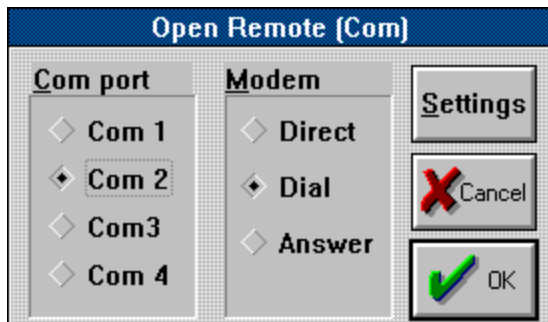 Open Remote (Com)
Com port
Com 1
Com 2
Com3
Com 4
Modem
Direct
Dial
Answer
Settings
Cancel
OK